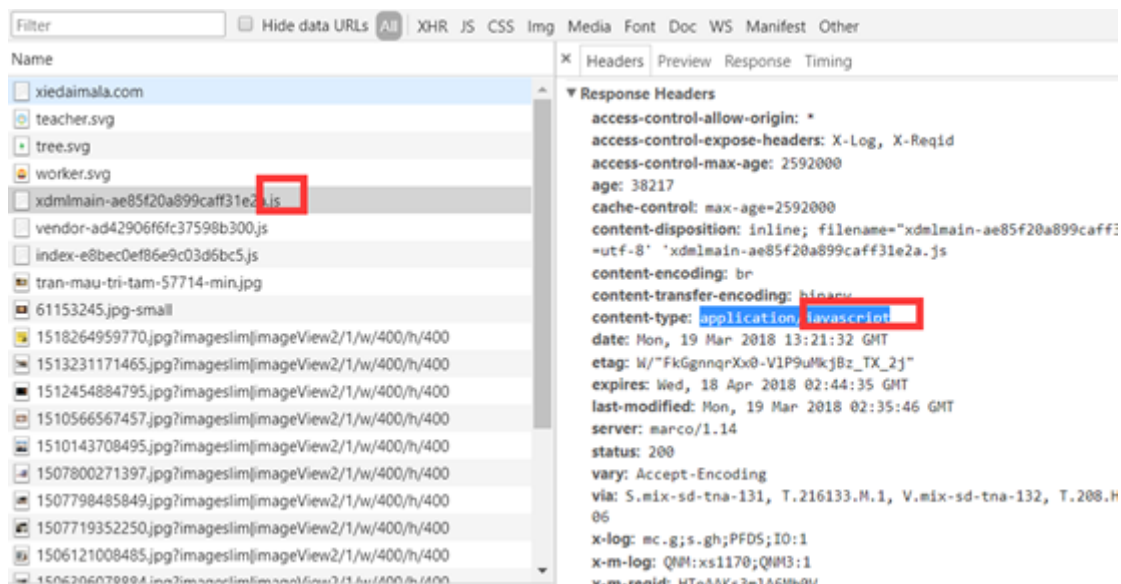 Filter Hide data URLs All XHR JS CSS Img Media Font Doc WS Manifest Other
Name
xiedaimala.com
teacher.svg
tree.svg
worker.svg
xdmlmain-ae85f20a899caff31e2a.js
vendor-ad42906f6fc37598b300.js
index-e8bec0ef86e9c03d6bc5.js
tran-mau-tri-tam-57714-min.jpg
61153245.jpg-small
1518264959770.jpg?imageslim|imageView2/1/w/400/h/400
1513231171465.jpg?imageslim|imageView2/1/w/400/h/400
1512454884795.jpg?imageslim|imageView2/1/w/400/h/400
1510566567457.jpg?imageslim|imageView2/1/w/400/h/400
1510143708495.jpg?imageslim|imageView2/1/w/400/h/400
1507800271397.jpg?imageslim|imageView2/1/w/400/h/400
1507798485849.jpg?imageslim|imageView2/1/w/400/h/400
1507719352250.jpg?imageslim|imageView2/1/w/400/h/400
1506121008485.jpg?imageslim|imageView2/1/w/400/h/400
× Headers Preview Response Timing
▼ Response Headers
access-control-allow-origin: *
access-control-expose-headers: X-Log, X-Reqid
access-control-max-age: 2592000
age: 38217
cache-control: max-age=2592000
content-disposition: inline; filename="xdmlmain-ae85f20a899caff3
=utf-8' 'xdmlmain-ae85f20a899caff31e2a.js
content-encoding: br
content-transfer-encoding: binary
content-type: application/javascript
date: Mon, 19 Mar 2018 13:21:32 GMT
etag: W/"FkGgnnqrXx0-VlP9uMkjBz_TX_2j"
expires: Wed, 18 Apr 2018 02:44:35 GMT
last-modified: Mon, 19 Mar 2018 02:35:46 GMT
server: marco/1.14
status: 200
vary: Accept-Encoding
via: S.mix-sd-tna-131, T.216133.M.1, V.mix-sd-tna-132, T.208.H
06
x-log: mc.g;s.gh;PFDS;IO:1
x-m-log: QNM:xs1170;QNM3:1